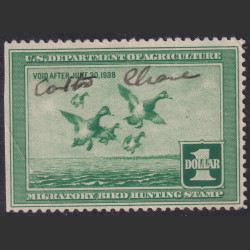 U.S. DEPARTMENT OF AGRICULTURE
VOID AFTER JUNE 30, 1938
1
DOLLAR
MIGRATORY BIRD HUNTING STAMP